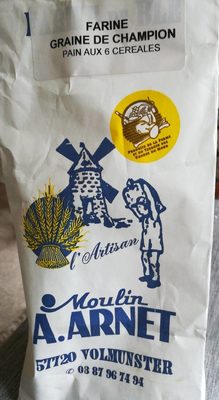 FARINE
GRAINE DE CHAMPION
PAIN AUX 6 CEREALES
l'Artisan
Moulin
A. ARNET
57720 VOLMUNSTER
✆ 03 87 96 74 94